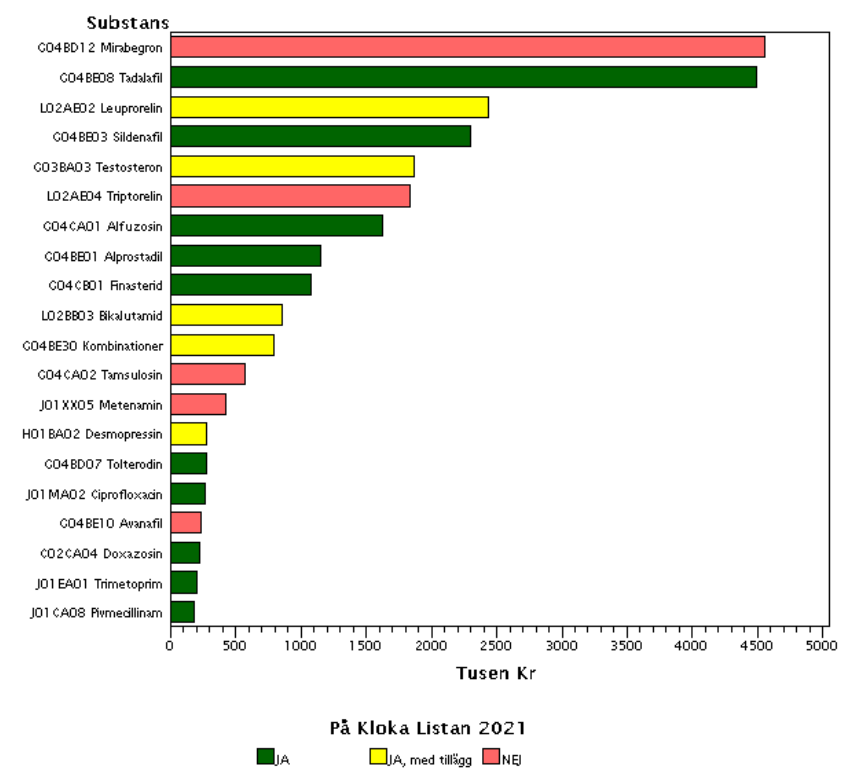 Substans
G04BD12 Mirabegron
G04BE08 Tadalafil
L02AE02 Leuprorelin
G04BE03 Sildenafil
G03BA03 Testosteron
L02AE04 Triptorelin
G04CA01 Alfuzosin
G04BE01 Alprostadil
G04CB01 Finasterid
L02BB03 Bikalutamid
G04BE30 Kombinationer
G04CA02 Tamsulosin
J01XX05 Metenamin
H01BA02 Desmopressin
G04BD07 Tolterodin
J01MA02 Ciprofloxacin
G04BE10 Avanafil
C02CA04 Doxazosin
J01EA01 Trimetoprim
J01CA08 Pivmecillinam
0 500 1000 1500 2000 2500 3000 3500 4000 4500 5000
Tusen Kr
På Kloka Listan 2021
JA JA, med tillägg NEJ